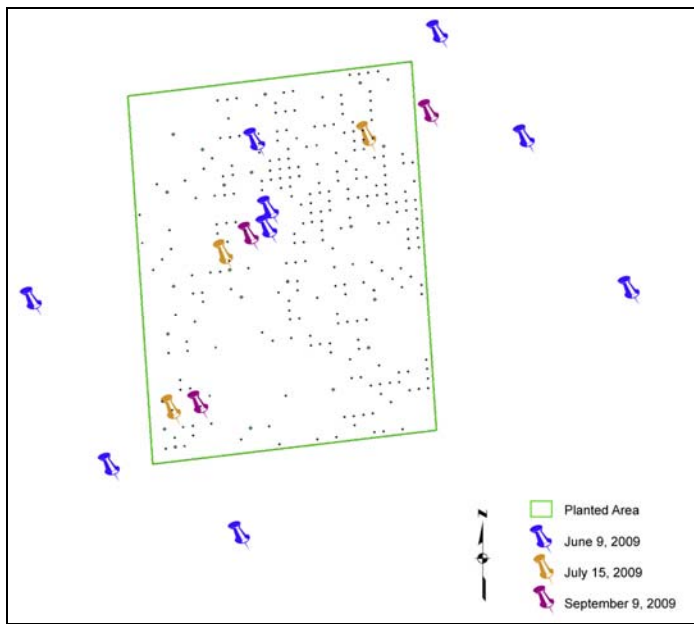 N
Planted Area
June 9, 2009
July 15, 2009
September 9, 2009